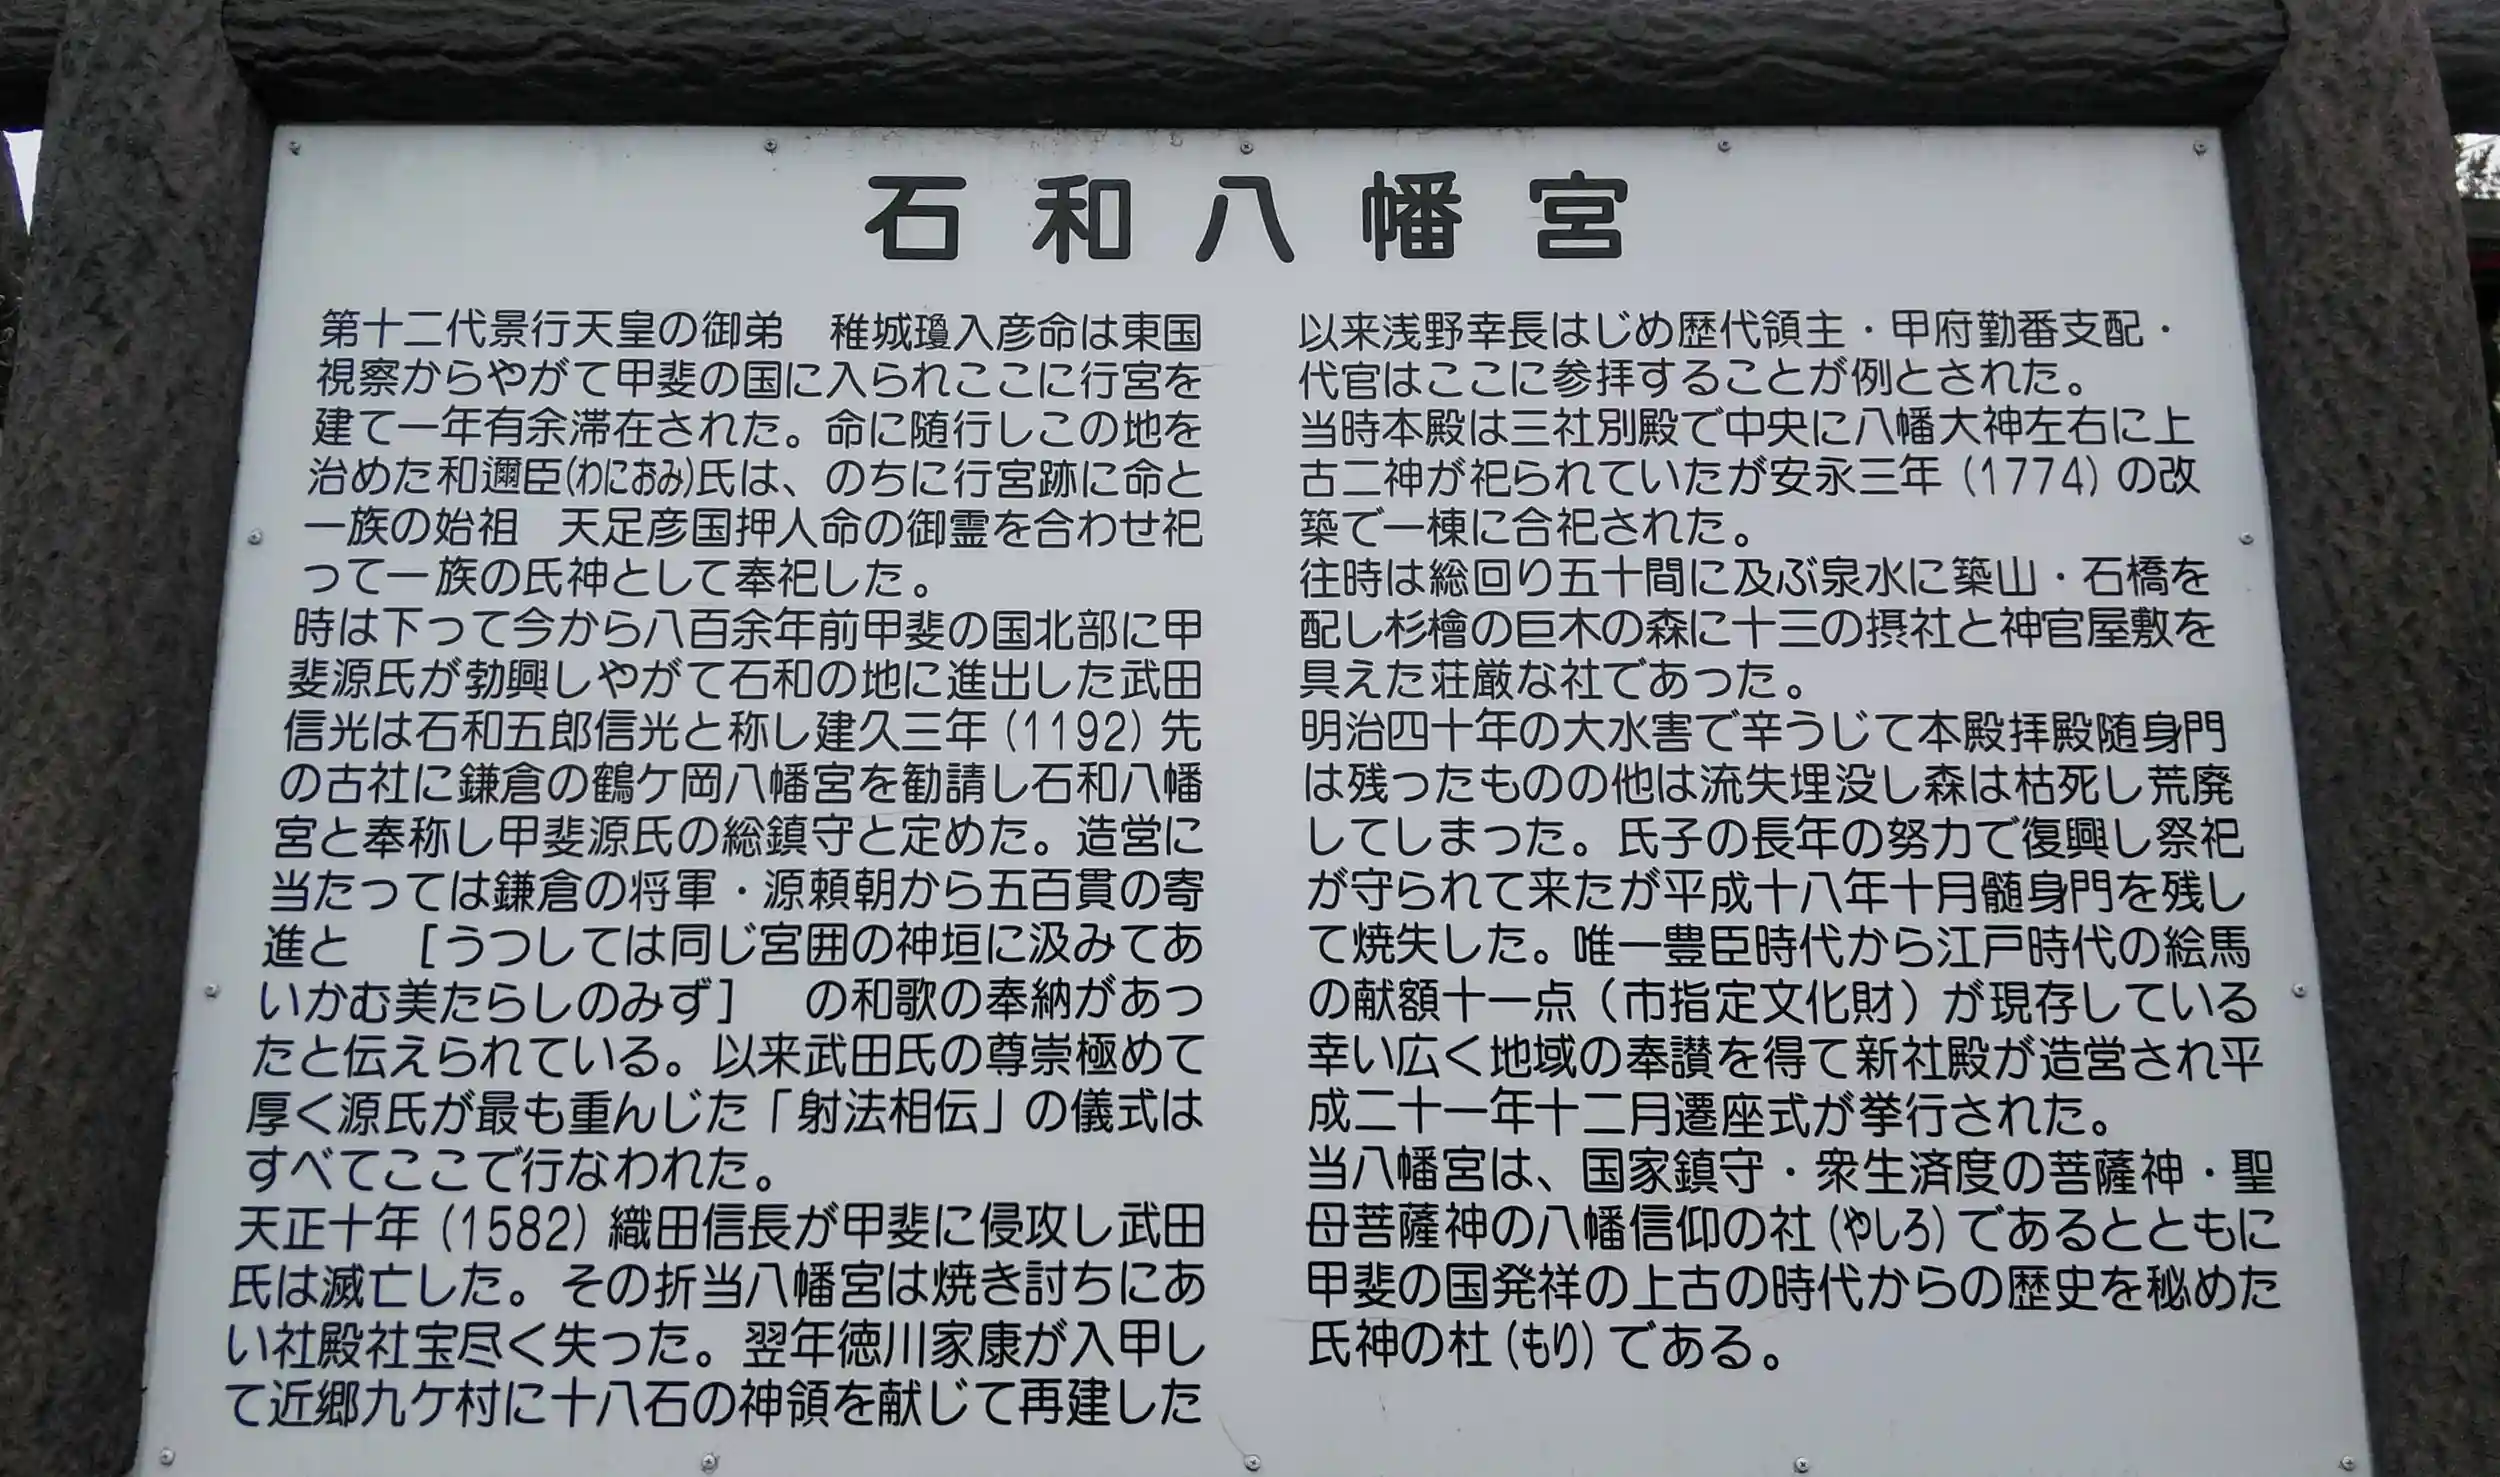 石和八幡宮
第十二代景行天皇の御弟　稚城瓊入彦命は東国
視察からやがて甲斐の国に入られここに行宮を
建て一年有余滞在された。命に随行しこの地を
治めた和邇臣(わにおみ)氏は、のちに行宮跡に命と
一族の始祖　天足彦国押人命の御霊を合わせ祀
って一族の氏神として奉祀した。
時は下って今から八百余年前甲斐の国北部に甲
斐源氏が勃興しやがて石和の地に進出した武田
信光は石和五郎信光と称し建久三年(1192)先
の古社に鎌倉の鶴ケ岡八幡宮を勧請し石和八幡
宮と奉称し甲斐源氏の総鎮守と定めた。造営に
当たっては鎌倉の将軍・源頼朝から五百貫の寄
進と　[うつしては同じ宮囲の神垣に汲みてあ
いかむ美たらしのみず]　の和歌の奉納があっ
たと伝えられている。以来武田氏の尊崇極めて
厚く源氏が最も重んじた「射法相伝」の儀式は
すべてここで行なわれた。
天正十年(1582)織田信長が甲斐に侵攻し武田
氏は滅亡した。その折当八幡宮は焼き討ちにあ
い社殿社宝尽く失った。翌年徳川家康が入甲し
て近郷九ケ村に十八石の神領を献じて再建した
以来浅野幸長はじめ歴代領主・甲府勤番支配・
代官はここに参拝することが例とされた。
当時本殿は三社別殿で中央に八幡大神左右に上
古二神が祀られていたが安永三年(1774)の改
築で一棟に合祀された。
往時は総回り五十間に及ぶ泉水に築山・石橋を
配し杉檜の巨木の森に十三の摂社と神官屋敷を
具えた荘厳な社であった。
明治四十年の大水害で辛うじて本殿拝殿随身門
は残ったものの他は流失埋没し森は枯死し荒廃
してしまった。氏子の長年の努力で復興し祭祀
が守られて来たが平成十八年十月髄身門を残し
て焼失した。唯一豊臣時代から江戸時代の絵馬
の献額十一点（市指定文化財）が現存している
幸い広く地域の奉讃を得て新社殿が造営され平
成二十一年十二月遷座式が挙行された。
当八幡宮は、国家鎮守・衆生済度の菩薩神・聖
母菩薩神の八幡信仰の社(やしろ)であるとともに
甲斐の国発祥の上古の時代からの歴史を秘めた
氏神の杜(もり)である。